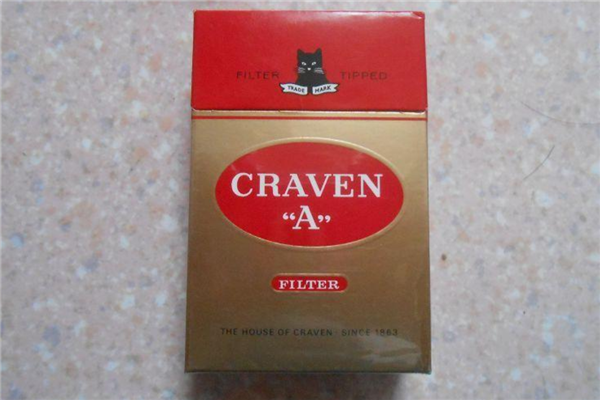 FILTER TIPPED
TRADE MARK
CRAVEN
“A”
FILTER
THE HOUSE OF CRAVEN · SINCE 1863